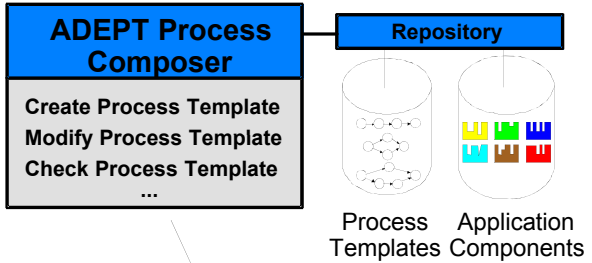 ADEPT Process
Composer
Create Process Template
Modify Process Template
Check Process Template
...
Repository
Process
Templates
Application
Components